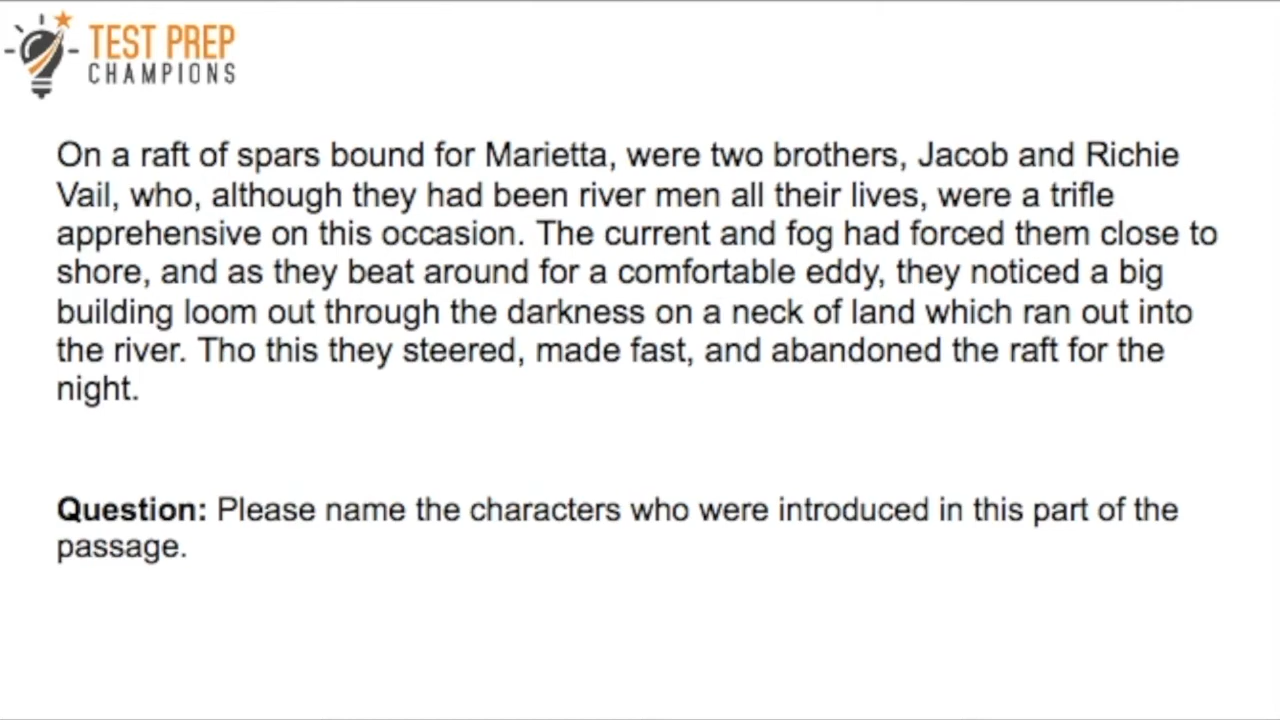 TEST PREP
CHAMPIONS
On a raft of spars bound for Marietta, were two brothers, Jacob and Richie
Vail, who, although they had been river men all their lives, were a trifle
apprehensive on this occasion. The current and fog had forced them close to
shore, and as they beat around for a comfortable eddy, they noticed a big
building loom out through the darkness on a neck of land which ran out into
the river. Tho this they steered, made fast, and abandoned the raft for the
night.
Question: Please name the characters who were introduced in this part of the
passage.